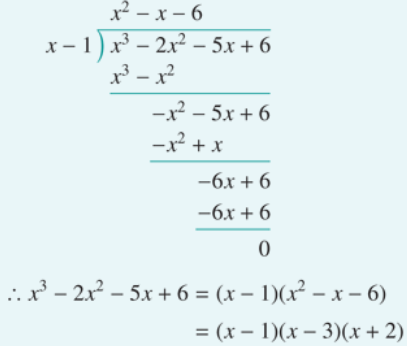 x² − x − 6
x − 1 ) x³ − 2x² − 5x + 6
x³ − x²
−x² − 5x + 6
−x² + x
−6x + 6
−6x + 6
0
∴ x³ − 2x² − 5x + 6 = (x − 1)(x² − x − 6)
= (x − 1)(x − 3)(x + 2)